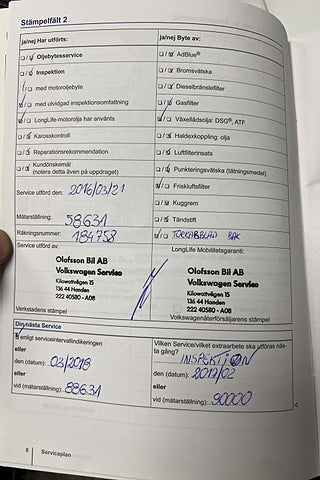 Stämpelfält 2
ja/nej Har utförts:
ja/nej Byte av:
Oljebytesservice
AdBlue®
Inspektion
Bromsvätska
med motoroljebyte
Dieselbränslefilter
med utvidgad inspektionsomfattning
Gasfilter
LongLife-motorolja har använts
Växellådsolja: DSG®, ATF
Karosskontroll
Haldexkoppling: olja
Reparationsrekommendation
Luftfilterinsats
Kundönskemål
(notera detta även på uppdraget)
Punkteringsvätska (tätningsmedel)
Friskluftsfilter
Service utförd den: 2016/03/21
Kuggrem
Mätarställning: 58631
Tändstift
Räkningsnummer: 184758
TORKARBLAD BAK
Service utförd av:
LongLife Mobilitetsgaranti:
Olofsson Bil AB
Volkswagen Service
Kilowattvägen 15
136 44 Handen
222 40580 - A08
Olofsson Bil AB
Volkswagen Service
Kilowattvägen 15
136 44 Handen
222 40580 - A08
Verkstadens stämpel
Volkswagenåterförsäljarens stämpel
Din nästa Service
enligt serviceintervallindikeringen
Vilken Service/vilket extraarbete ska utföras näs-
ta gång?
INSPEKTION
eller
den (datum): 03/2018
den (datum): 2017/02
eller
eller
vid (mätarställning): 88631
vid (mätarställning): 90000
8 Serviceplan